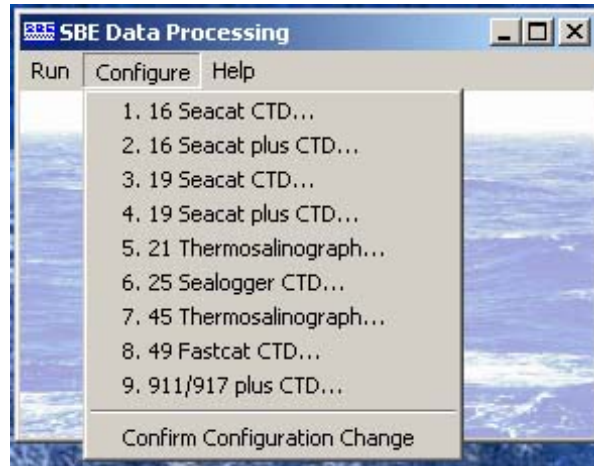 SBE SBE Data Processing
Run Configure Help
1. 16 Seacat CTD...
2. 16 Seacat plus CTD...
3. 19 Seacat CTD...
4. 19 Seacat plus CTD...
5. 21 Thermosalinograph...
6. 25 Sealogger CTD...
7. 45 Thermosalinograph...
8. 49 Fastcat CTD...
9. 911/917 plus CTD...
Confirm Configuration Change